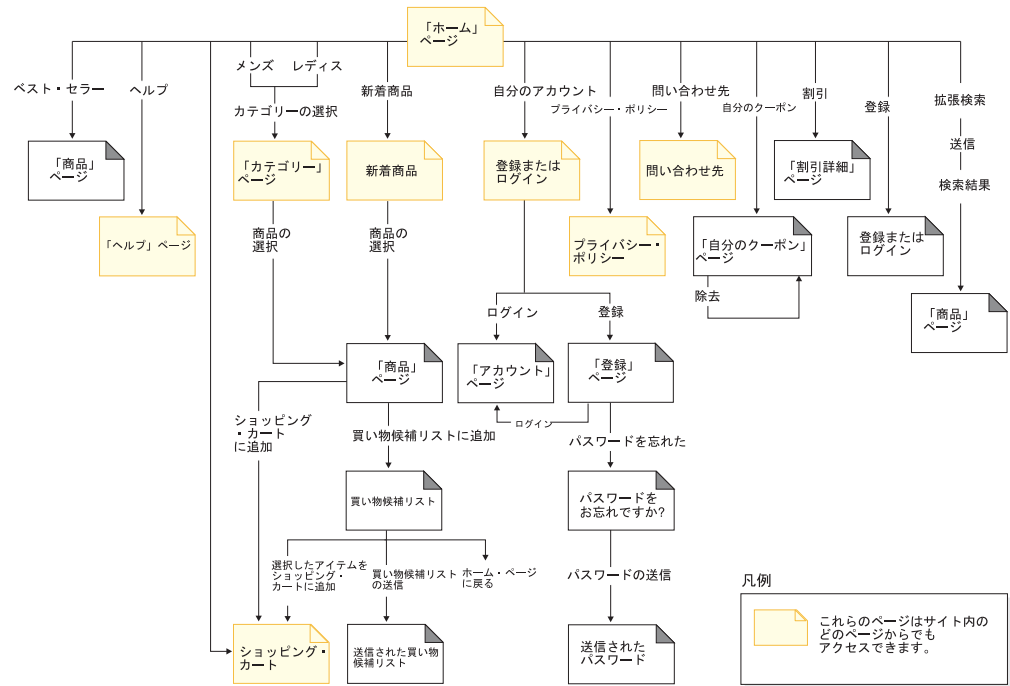 「ホーム」
ページ
メンズ
レディス
ベスト・セラー
ヘルプ
新着商品
自分のアカウント
問い合わせ先
割引
拡張検索
カテゴリーの選択
プライバシー・ポリシー
自分のクーポン
登録
送信
検索結果
「商品」
ページ
「カテゴリー」
ページ
新着商品
登録または
ログイン
問い合わせ先
「割引詳細」
ページ
「ヘルプ」ページ
商品の
選択
商品の
選択
プライバシー・
ポリシー
「自分のクーポン」
ページ
登録または
ログイン
除去
「商品」
ページ
ログイン
登録
「商品」
ページ
「アカウント」
ページ
「登録」
ページ
ログイン
ショッピング
・カート
に追加
買い物候補リストに追加
パスワードを忘れた
買い物候補リスト
パスワードを
お忘れですか?
選択したアイテムを
ショッピング・
カートに追加
買い物候補リスト
の送信
ホーム・ページ
に戻る
パスワードの送信
ショッピング・
カート
送信された買い物
候補リスト
送信された
パスワード
凡例
これらのページはサイト内の
どのページからでも
アクセスできます。